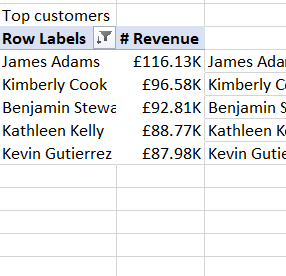 Top customers
Row Labels # Revenue
James Adams £116.13K James Ada
Kimberly Cook £96.58K Kimberly C
Benjamin Stewa £92.81K Benjamin S
Kathleen Kelly £88.77K Kathleen K
Kevin Gutierrez £87.98K Kevin Gutie